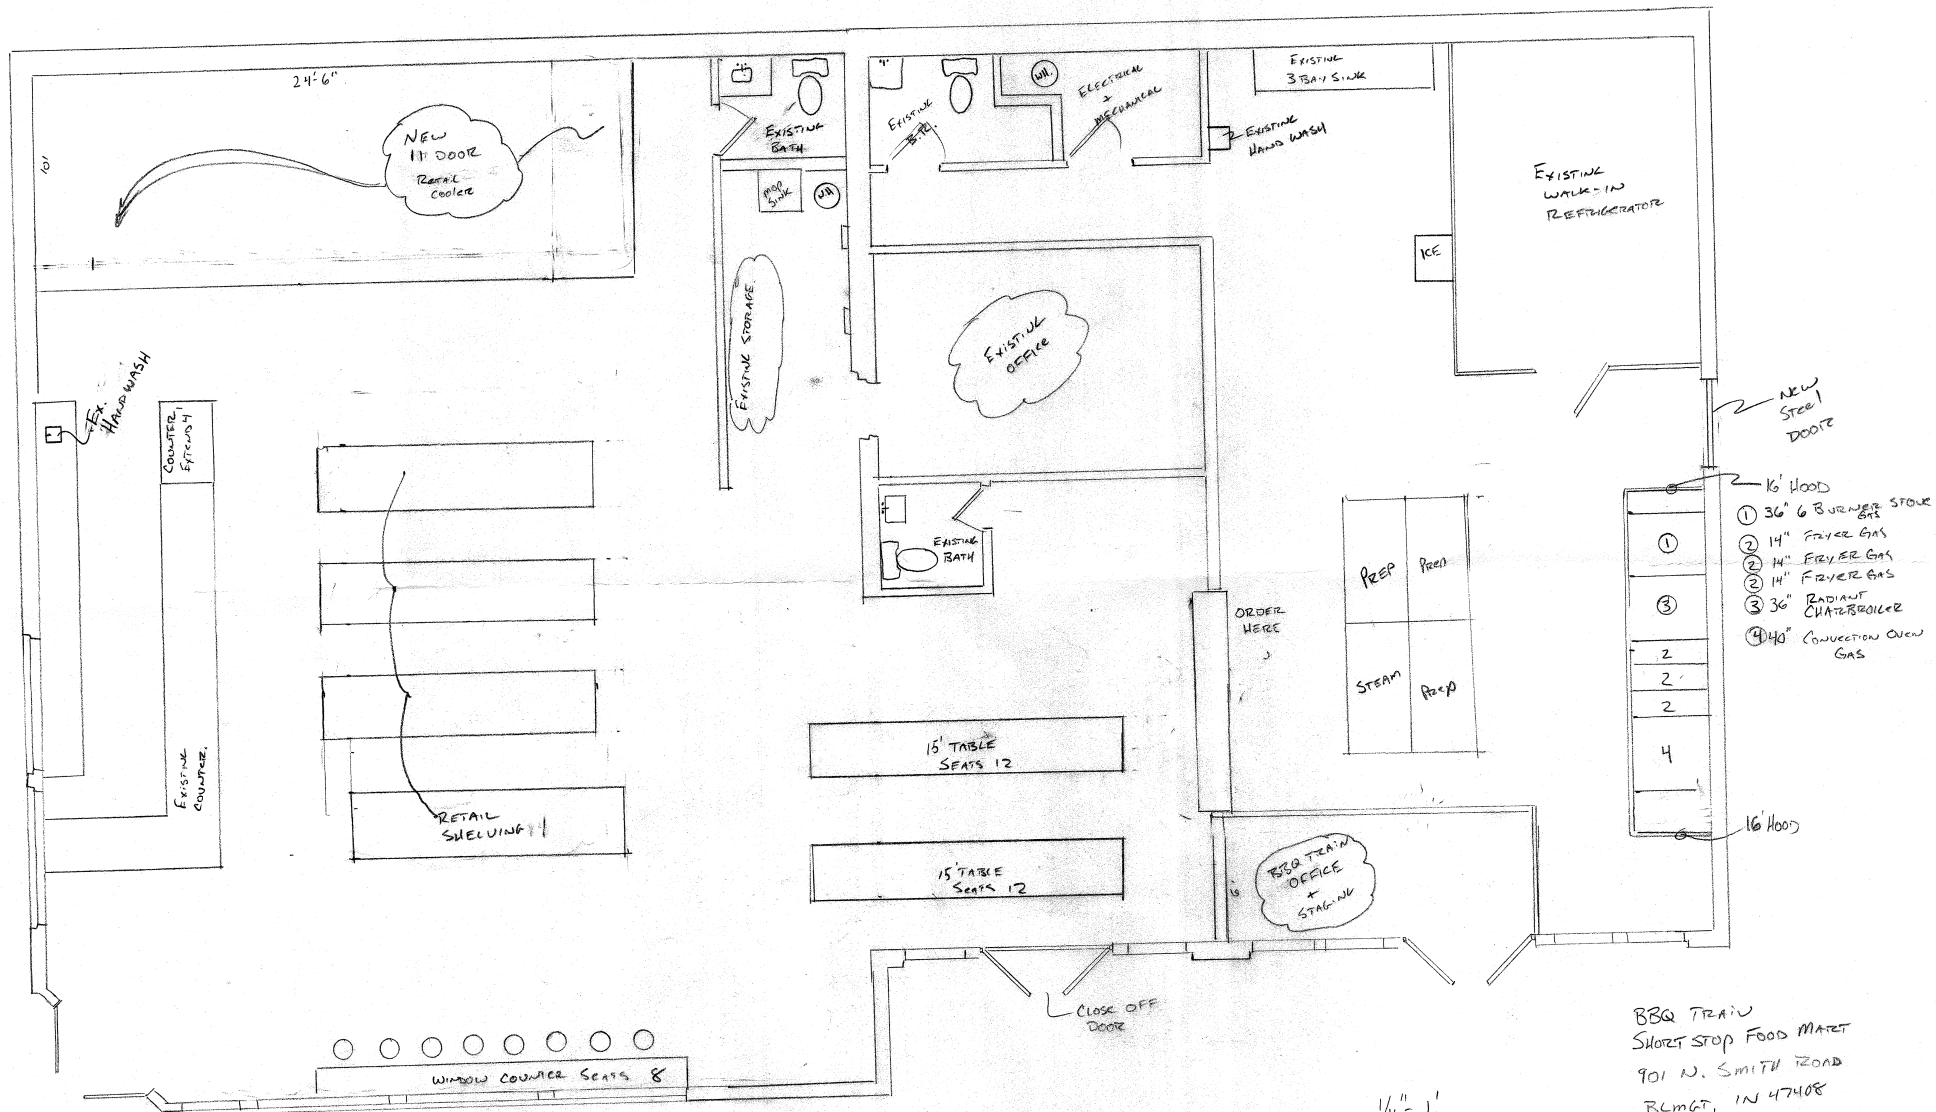 24'-6"
10'
NEW
11 DOOR
RETAIL
COOLER
EXISTING
BATH
MOP
SINK
W.H
EXISTING
B.R.
W.H.
ELECTRICAL
+
MECHANICAL
EXISTING
3 BAY SINK
EXISTING
HAND WASH
EXISTING
WALK-IN
REFRIGERATOR
ICE
EXISTING STORAGE
EXISTING
OFFICE
EX.
HANDWASH
COUNTER
EXTEND 4'
EXISTING
COUNTER.
RETAIL
SHELVING
EXISTING
BATH
ORDER
HERE
PREP
PREP
STEAM
PREP
NEW
STEEL
DOOR
16' HOOD
1 36" 6 BURNER STOVE
GAS
2 14" FRYER GAS
2 14" FRYER GAS
2 14" FRYER GAS
3 36" RADIANT
CHARBROILER
4 40" CONVECTION OVEN
GAS
1
3
2
2
2
4
16' HOOD
15' TABLE
SEATS 12
15' TABLE
SEATS 12
BBQ TRAIN
OFFICE
+
STAGING
CLOSE OFF
DOOR
WINDOW COUNTER SEATS 8
BBQ TRAIN
SHORT STOP FOOD MART
901 N. SMITH ROAD
BLMGT, IN 47408
1/4"-1'